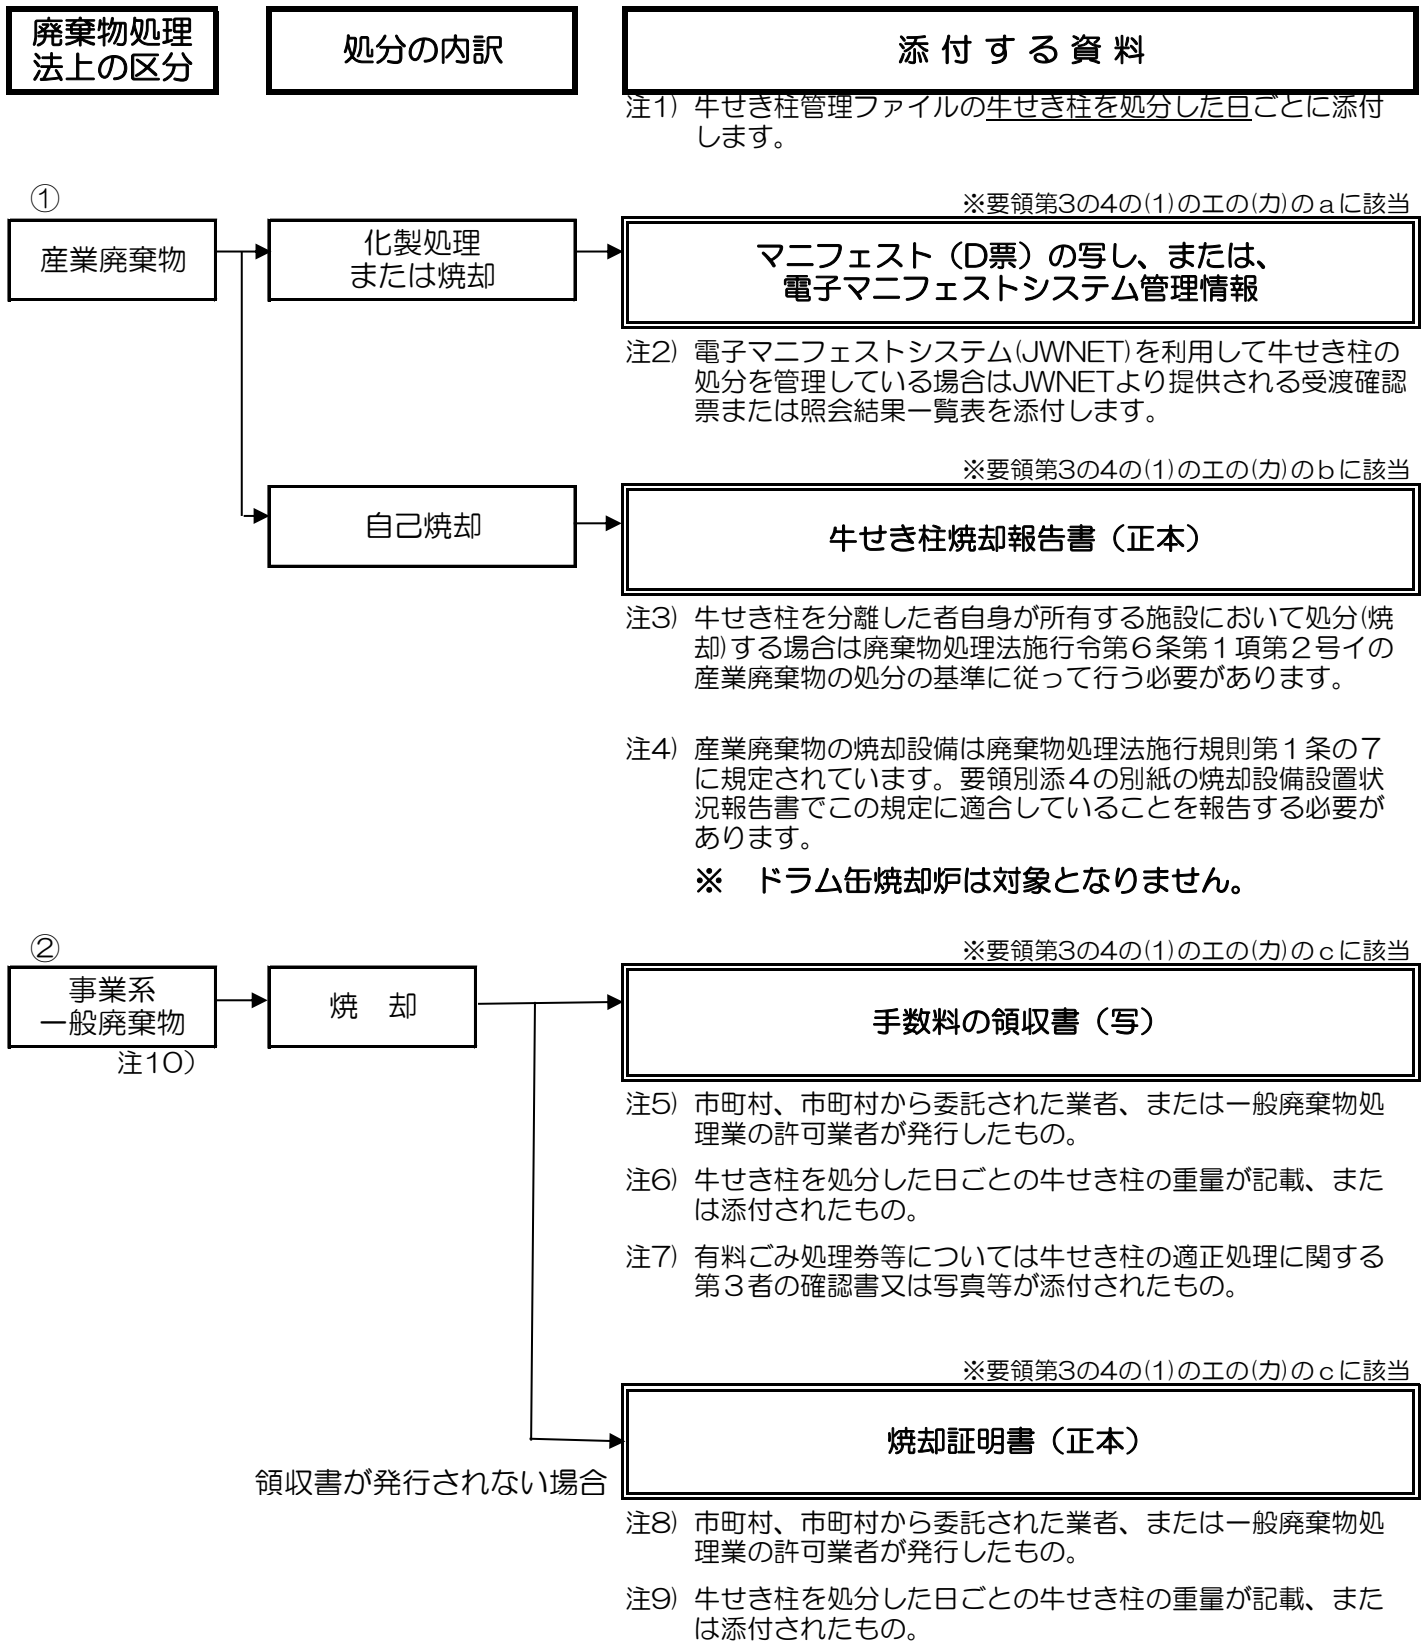 廃棄物処理
法上の区分
処分の内訳
添 付 す る 資 料
注1) 牛せき柱管理ファイルの牛せき柱を処分した日ごとに添付
します。
①
※要領第3の4の(1)のエの(カ)のａに該当
産業廃棄物
化製処理
または焼却
マニフェスト（D票）の写し、または、
電子マニフェストシステム管理情報
注2) 電子マニフェストシステム(JWNET)を利用して牛せき柱の
処分を管理している場合はJWNETより提供される受渡確認
票または照会結果一覧表を添付します。
※要領第3の4の(1)のエの(カ)のｂに該当
自己焼却
牛せき柱焼却報告書（正本）
注3) 牛せき柱を分離した者自身が所有する施設において処分(焼
却)する場合は廃棄物処理法施行令第６条第１項第２号イの
産業廃棄物の処分の基準に従って行う必要があります。
注4) 産業廃棄物の焼却設備は廃棄物処理法施行規則第１条の７
に規定されています。要領別添４の別紙の焼却設備設置状
況報告書でこの規定に適合していることを報告する必要が
あります。
※　ドラム缶焼却炉は対象となりません。
②
※要領第3の4の(1)のエの(カ)のｃに該当
事業系
一般廃棄物
注10）
焼　却
手数料の領収書（写）
注5) 市町村、市町村から委託された業者、または一般廃棄物処
理業の許可業者が発行したもの。
注6) 牛せき柱を処分した日ごとの牛せき柱の重量が記載、また
は添付されたもの。
注7) 有料ごみ処理券等については牛せき柱の適正処理に関する
第３者の確認書又は写真等が添付されたもの。
※要領第3の4の(1)のエの(カ)のｃに該当
焼却証明書（正本）
領収書が発行されない場合
注8) 市町村、市町村から委託された業者、または一般廃棄物処
理業の許可業者が発行したもの。
注9) 牛せき柱を処分した日ごとの牛せき柱の重量が記載、また
は添付されたもの。